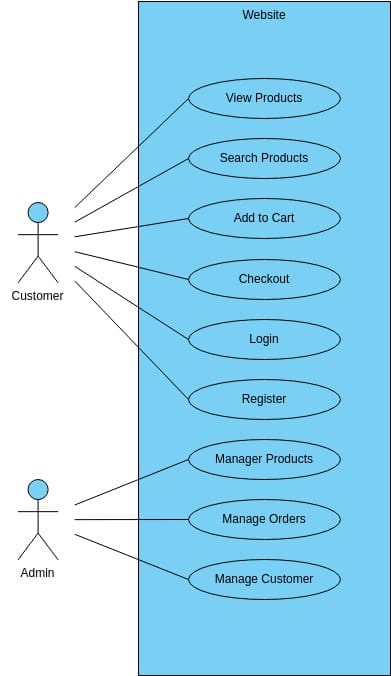 Website
View Products
Search Products
Add to Cart
Checkout
Login
Register
Manager Products
Manage Orders
Manage Customer
Customer
Admin